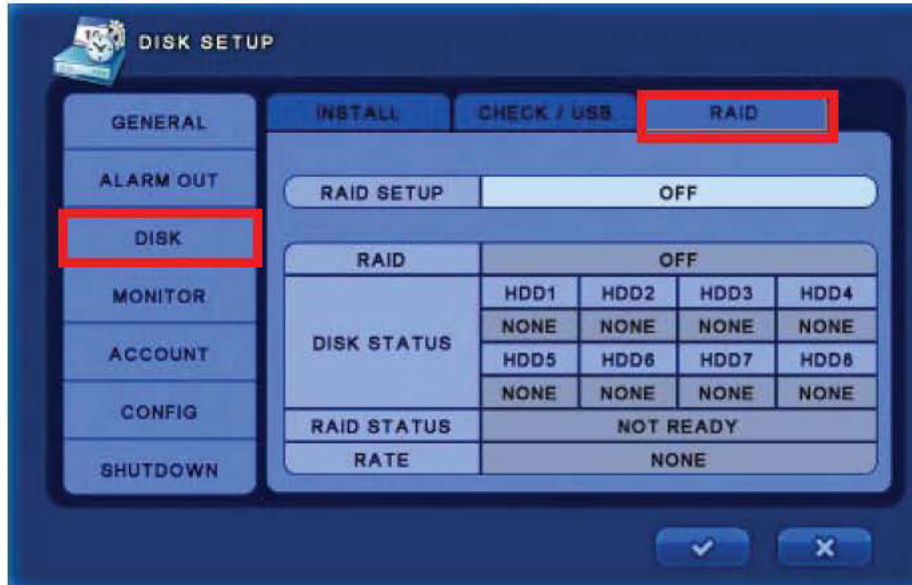 DISK SETUP
GENERAL
ALARM OUT
DISK
MONITOR
ACCOUNT
CONFIG
SHUTDOWN
INSTALL CHECK / USB RAID
RAID SETUP OFF
RAID OFF
DISK STATUS
HDD1 HDD2 HDD3 HDD4
NONE NONE NONE NONE
HDD5 HDD6 HDD7 HDD8
NONE NONE NONE NONE
RAID STATUS NOT READY
RATE NONE